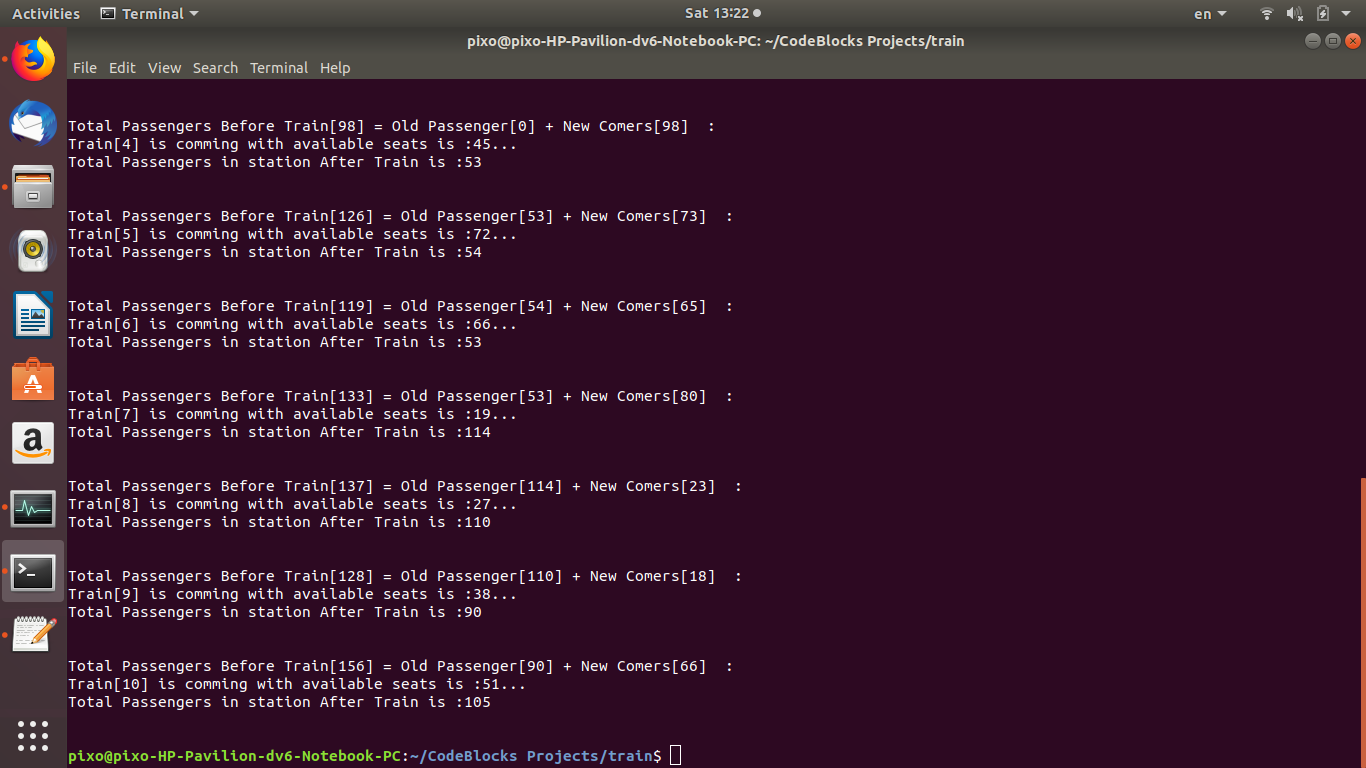 Activities Terminal Sat 13:22 en
pixo@pixo-HP-Pavilion-dv6-Notebook-PC: ~/CodeBlocks Projects/train
File Edit View Search Terminal Help
Total Passengers Before Train[98] = Old Passenger[0] + New Comers[98]  :
Train[4] is comming with available seats is :45...
Total Passengers in station After Train is :53
Total Passengers Before Train[126] = Old Passenger[53] + New Comers[73]  :
Train[5] is comming with available seats is :72...
Total Passengers in station After Train is :54
Total Passengers Before Train[119] = Old Passenger[54] + New Comers[65]  :
Train[6] is comming with available seats is :66...
Total Passengers in station After Train is :53
Total Passengers Before Train[133] = Old Passenger[53] + New Comers[80]  :
Train[7] is comming with available seats is :19...
Total Passengers in station After Train is :114
Total Passengers Before Train[137] = Old Passenger[114] + New Comers[23]  :
Train[8] is comming with available seats is :27...
Total Passengers in station After Train is :110
Total Passengers Before Train[128] = Old Passenger[110] + New Comers[18]  :
Train[9] is comming with available seats is :38...
Total Passengers in station After Train is :90
Total Passengers Before Train[156] = Old Passenger[90] + New Comers[66]  :
Train[10] is comming with available seats is :51...
Total Passengers in station After Train is :105
pixo@pixo-HP-Pavilion-dv6-Notebook-PC:~/CodeBlocks Projects/train$